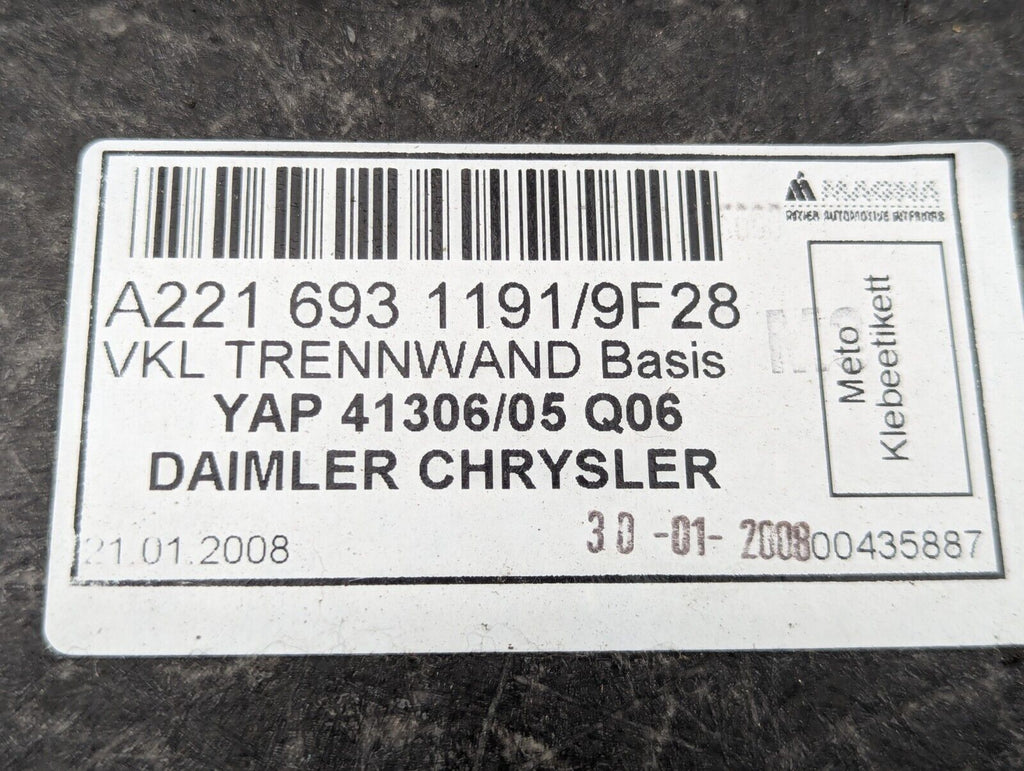 MAGNA
A221 693 1191/9F28
VKL TRENNWAND Basis
YAP 41306/05 Q06
DAIMLER CHRYSLER
Meto
Klebeetikett
21.01.2008
30 -01- 2008
00435887